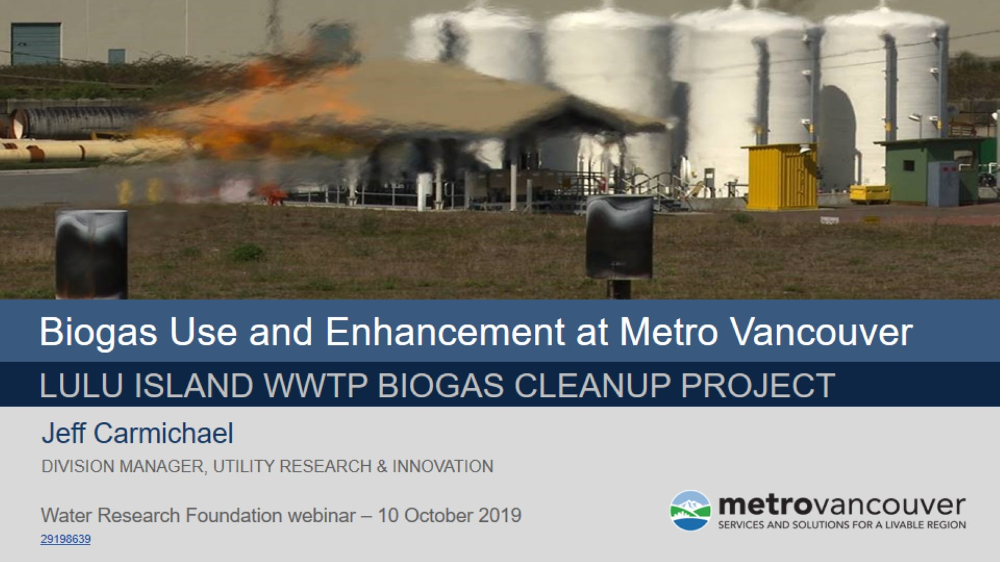 Biogas Use and Enhancement at Metro Vancouver
LULU ISLAND WWTP BIOGAS CLEANUP PROJECT
Jeff Carmichael
DIVISION MANAGER, UTILITY RESEARCH & INNOVATION
Water Research Foundation webinar – 10 October 2019
29198639
metrovancouver
SERVICES AND SOLUTIONS FOR A LIVABLE REGION